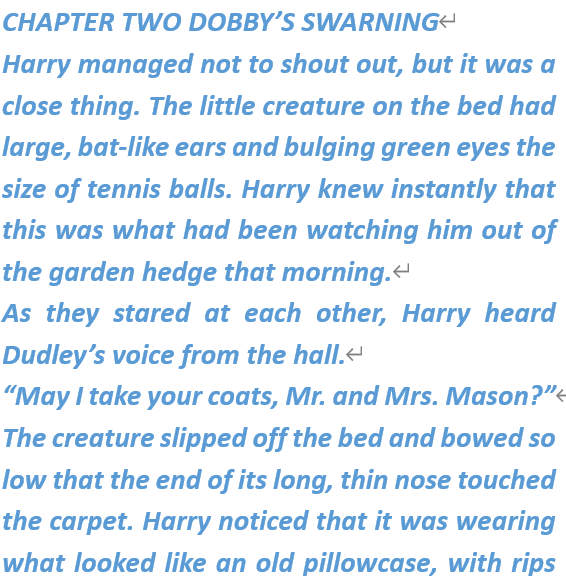 CHAPTER TWO DOBBY’S SWARNING
Harry managed not to shout out, but it was a
close thing. The little creature on the bed had
large, bat-like ears and bulging green eyes the
size of tennis balls. Harry knew instantly that
this was what had been watching him out of
the garden hedge that morning.
As they stared at each other, Harry heard
Dudley’s voice from the hall.
“May I take your coats, Mr. and Mrs. Mason?”
The creature slipped off the bed and bowed so
low that the end of its long, thin nose touched
the carpet. Harry noticed that it was wearing
what looked like an old pillowcase, with rips